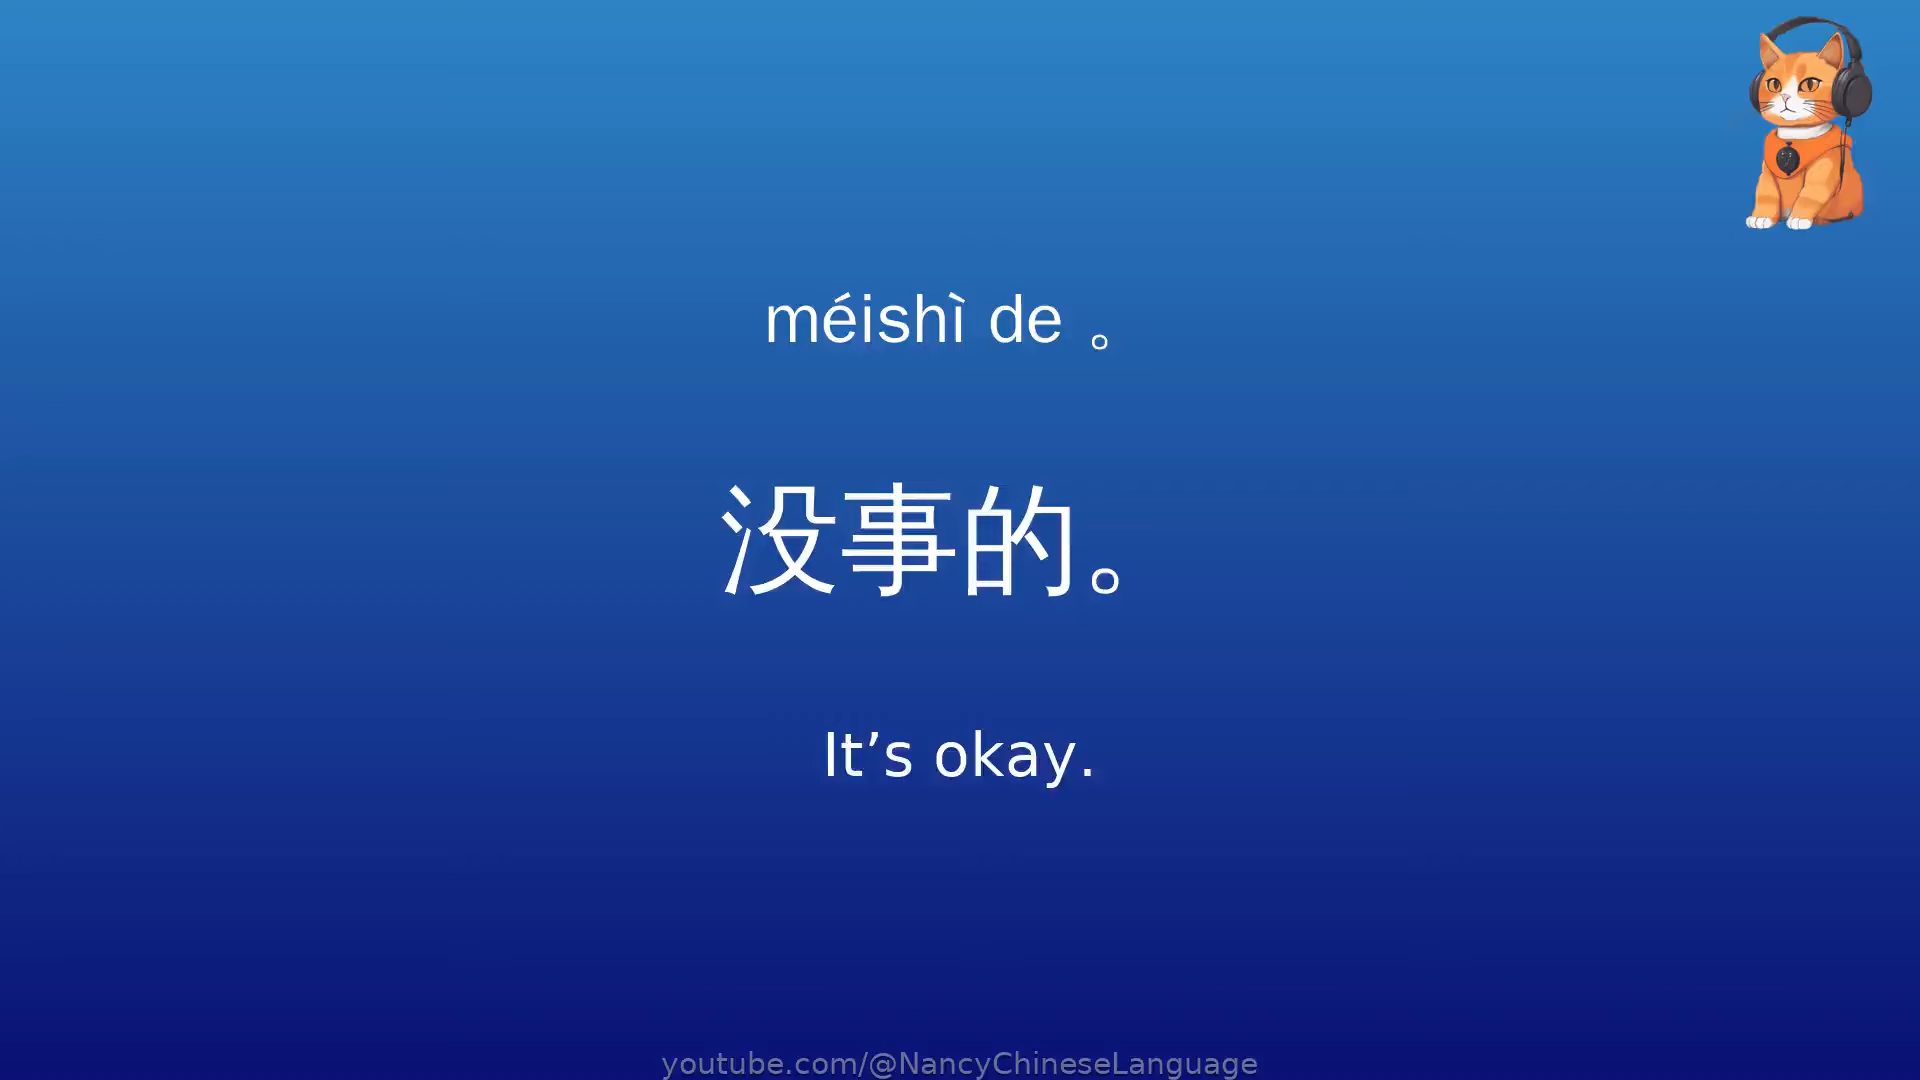 méishì de 。
没事的。
It’s okay.
youtube.com/@NancyChineseLanguage